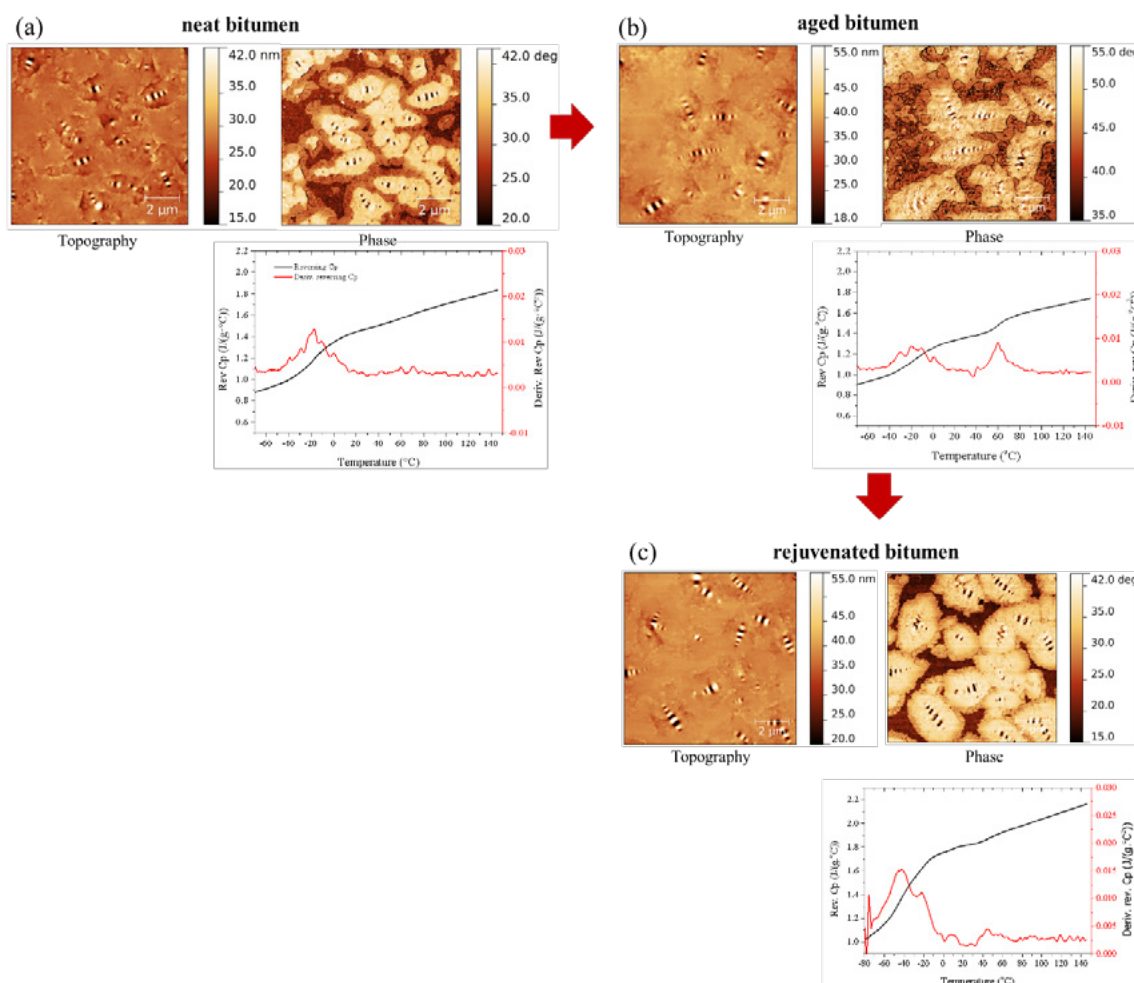 (a)
neat bitumen
42.0 nm
35.0
30.0
25.0
20.0
15.0
2 μm
Topography
42.0 deg
35.0
30.0
25.0
20.0
2 μm
Phase
Reversing Cp
Deriv. reversing Cp
2.2
2.0
1.8
1.6
1.4
1.2
1.0
0.8
0.6
Rev Cp (J/(g·°C))
0.03
0.02
0.01
0.00
-0.01
Deriv. Rev Cp (J/(g·°C²))
-60 -40 -20 0 20 40 60 80 100 120 140
Temperature (°C)
(b)
aged bitumen
55.0 nm
45.0
40.0
35.0
30.0
25.0
18.0
2 μm
Topography
55.0 deg
50.0
45.0
40.0
35.0
2 μm
Phase
2.2
2.0
1.8
1.6
1.4
1.2
1.0
0.8
0.6
Rev Cp (J/(g.°C))
0.03
0.02
0.01
0.00
-0.01
-60 -40 -20 0 20 40 60 80 100 120 140
Temperature (°C)
(c)
rejuvenated bitumen
55.0 nm
45.0
40.0
35.0
30.0
25.0
20.0
2 μm
Topography
42.0 deg
35.0
30.0
25.0
20.0
15.0
Phase
2.2
2.0
1.8
1.6
1.4
1.2
1.0
Rev. Cp (J/(g.°C))
0.030
0.025
0.020
0.015
0.010
0.005
0.000
Deriv. rev. Cp (J/(g.°C²))
-80 -60 -40 -20 0 20 40 60 80 100 120 140
Temperature (°C)